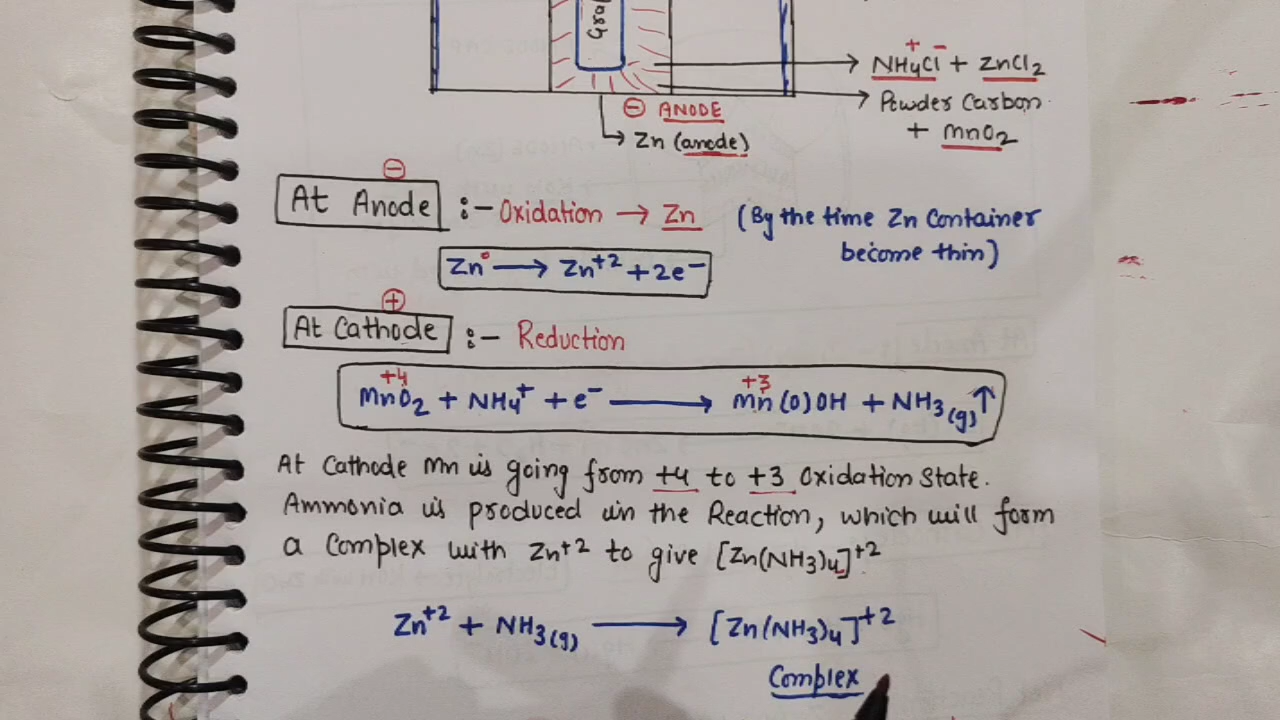 NH4Cl + ZnCl2
+ -
Powder Carbon
+ MnO2
⊖ ANODE
Zn (anode)
⊖
At Anode :- Oxidation → Zn (By the time Zn Container
become thin)
Zn° → Zn+2 + 2e-
⊕
At Cathode :- Reduction
+4 +3
MnO2 + NH4+ + e- → Mn(O)OH + NH3(g)↑
At Cathode Mn is going from +4 to +3 Oxidation State.
Ammonia is produced in the Reaction, which will form
a Complex with Zn+2 to give [Zn(NH3)4]+2
Zn+2 + NH3(g) → [Zn(NH3)4]+2
Complex